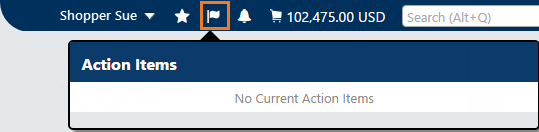 Shopper Sue 102,475.00 USD Search (Alt+Q)
Action Items
No Current Action Items